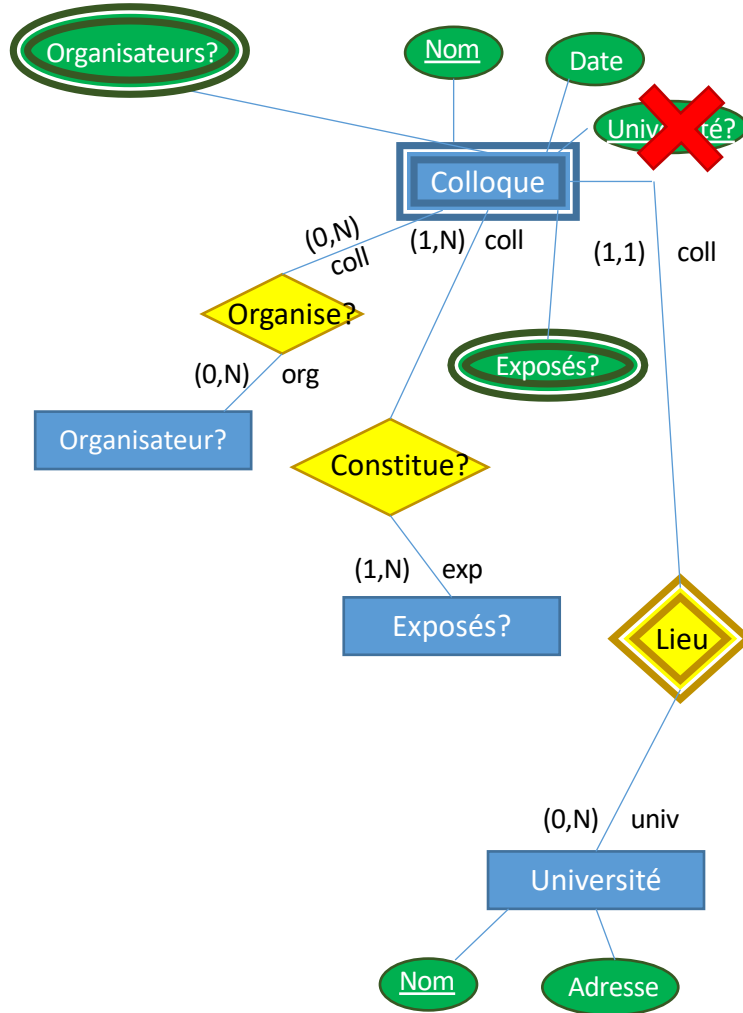 Organisateurs?
Nom
Date
Université?
Colloque
(0,N)
coll
(1,N) coll
(1,1) coll
Organise?
(0,N) org
Exposés?
Organisateur?
Constitue?
(1,N) exp
Exposés?
Lieu
(0,N) univ
Université
Nom
Adresse